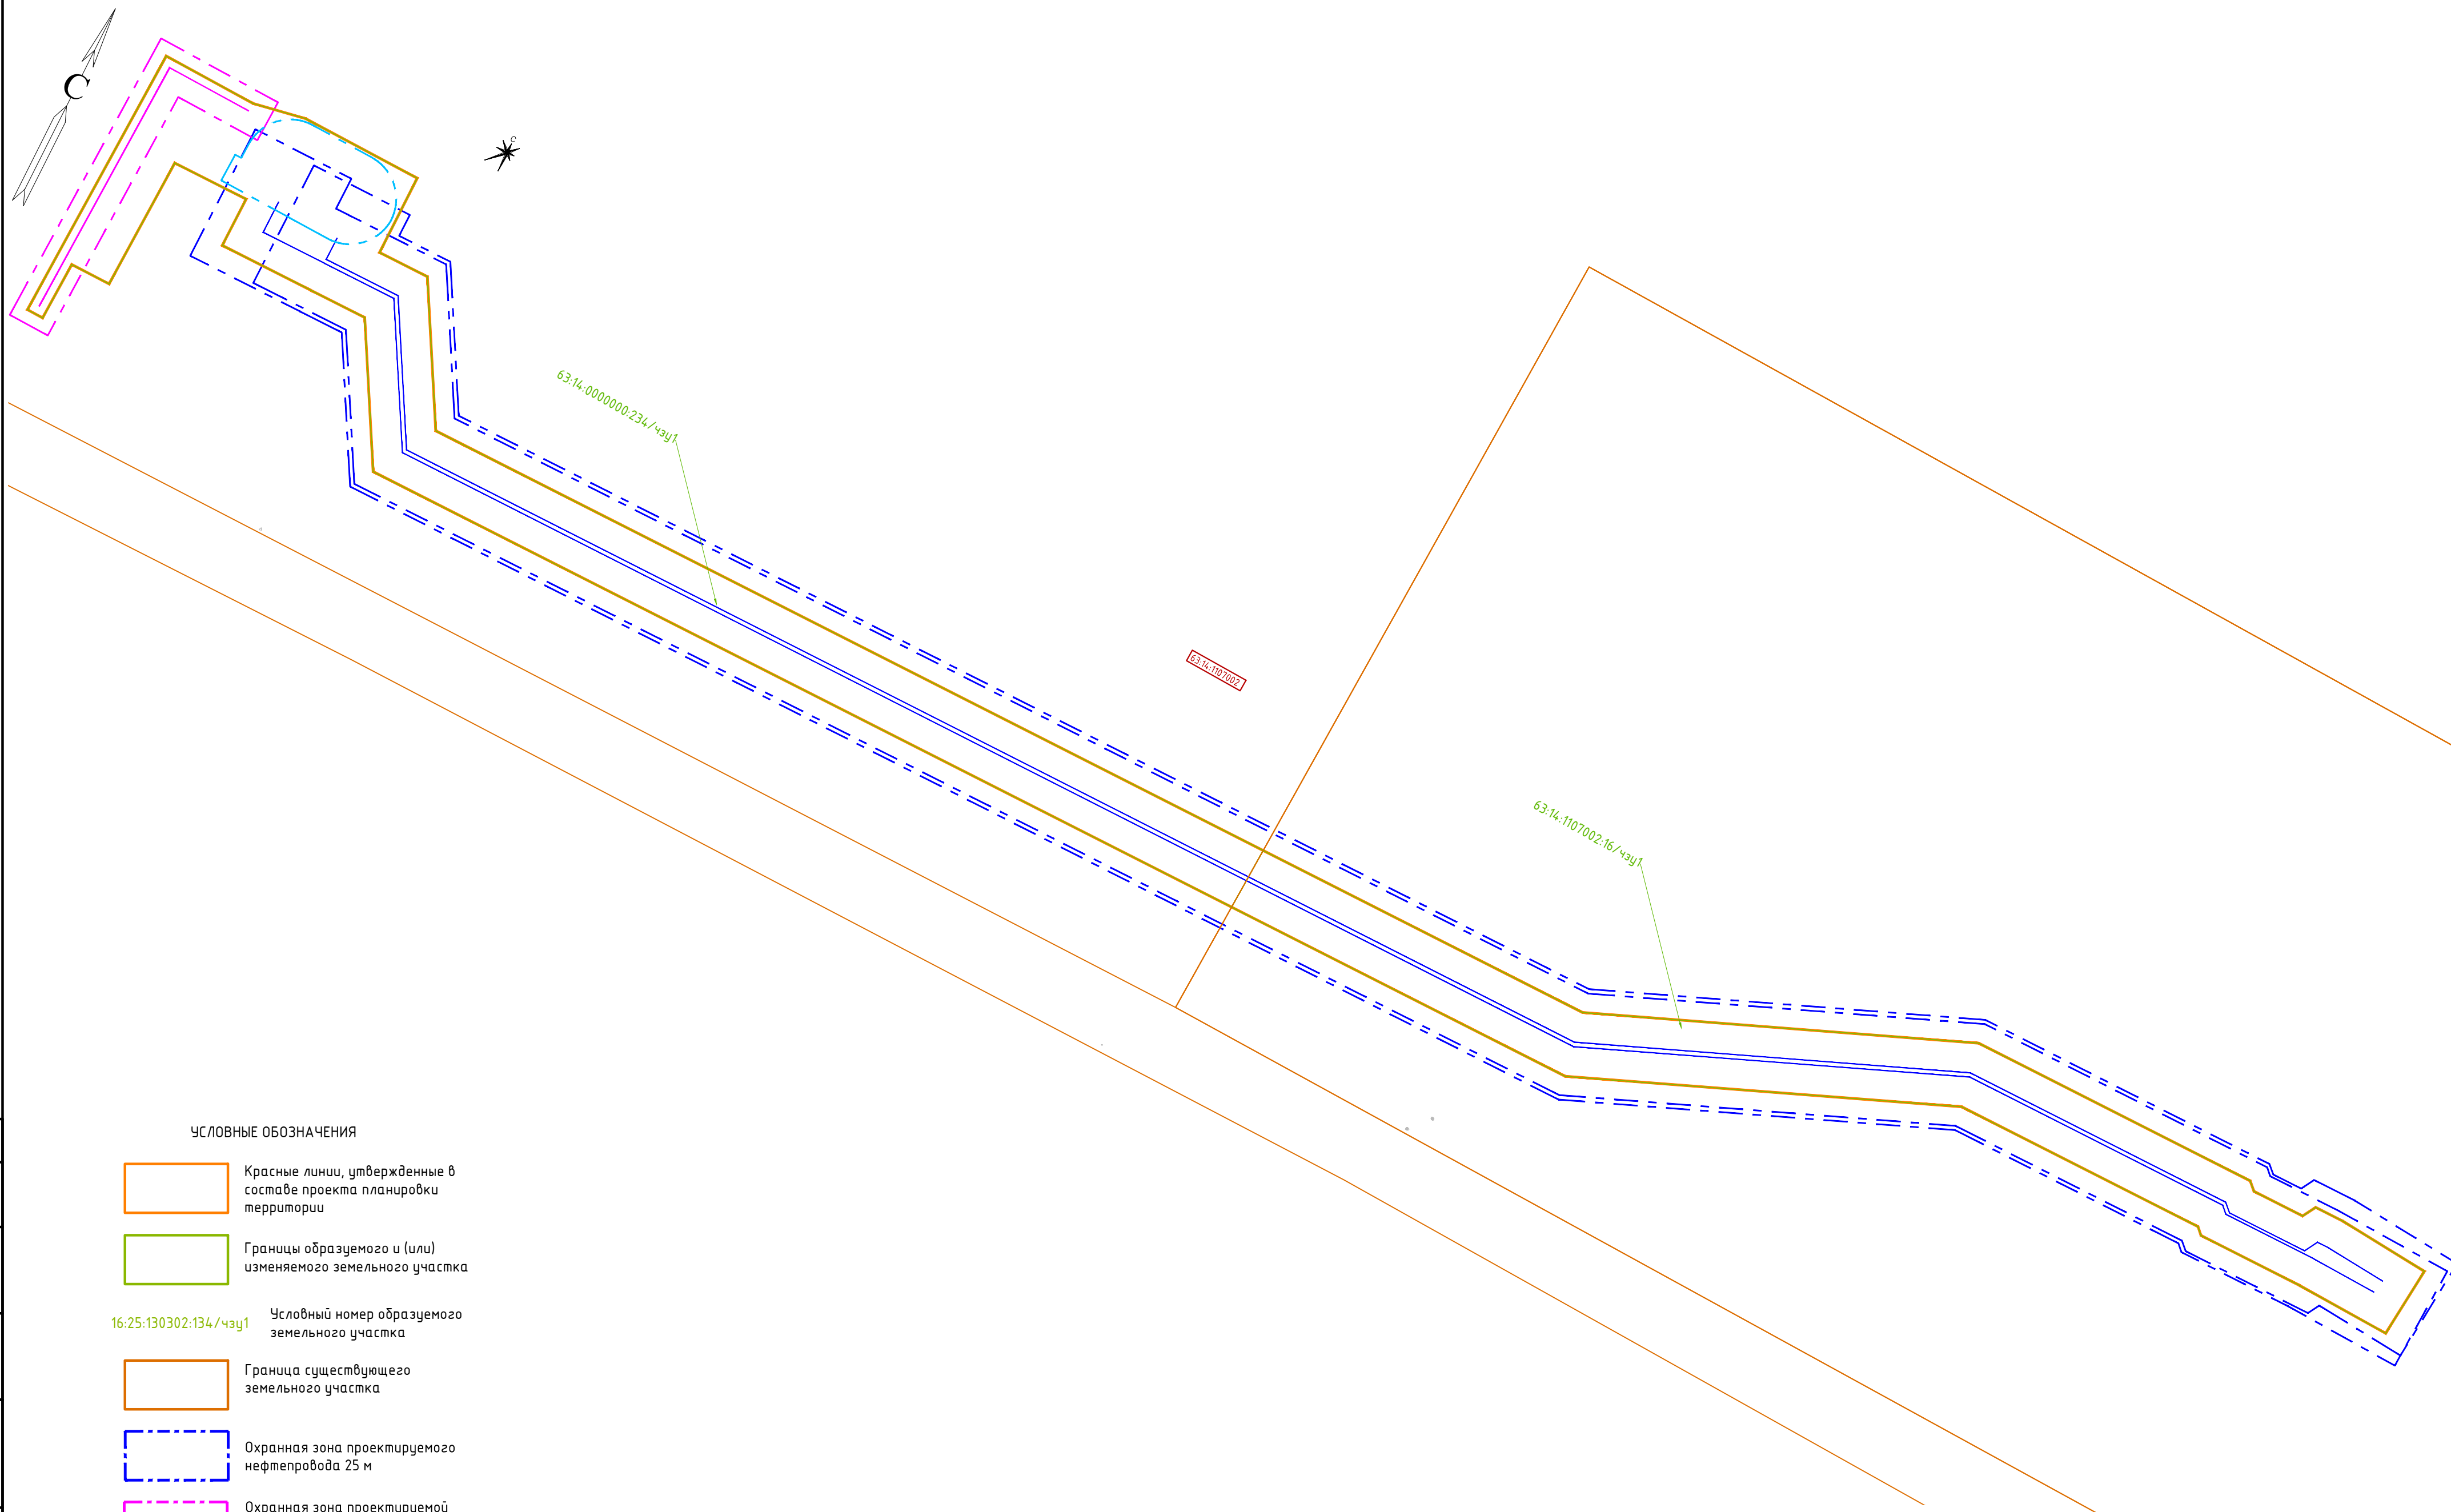 С
С
63:14:0000000:234/чзу1
63:14:1107002
63:14:1107002:16/чзу1
УСЛОВНЫЕ ОБОЗНАЧЕНИЯ
Красные линии, утвержденные в
составе проекта планировки
территории
Границы образуемого и (или)
изменяемого земельного участка
16:25:130302:134/чзу1
Условный номер образуемого
земельного участка
Граница существующего
земельного участка
Охранная зона проектируемого
нефтепровода 25 м
Охранная зона проектируемой